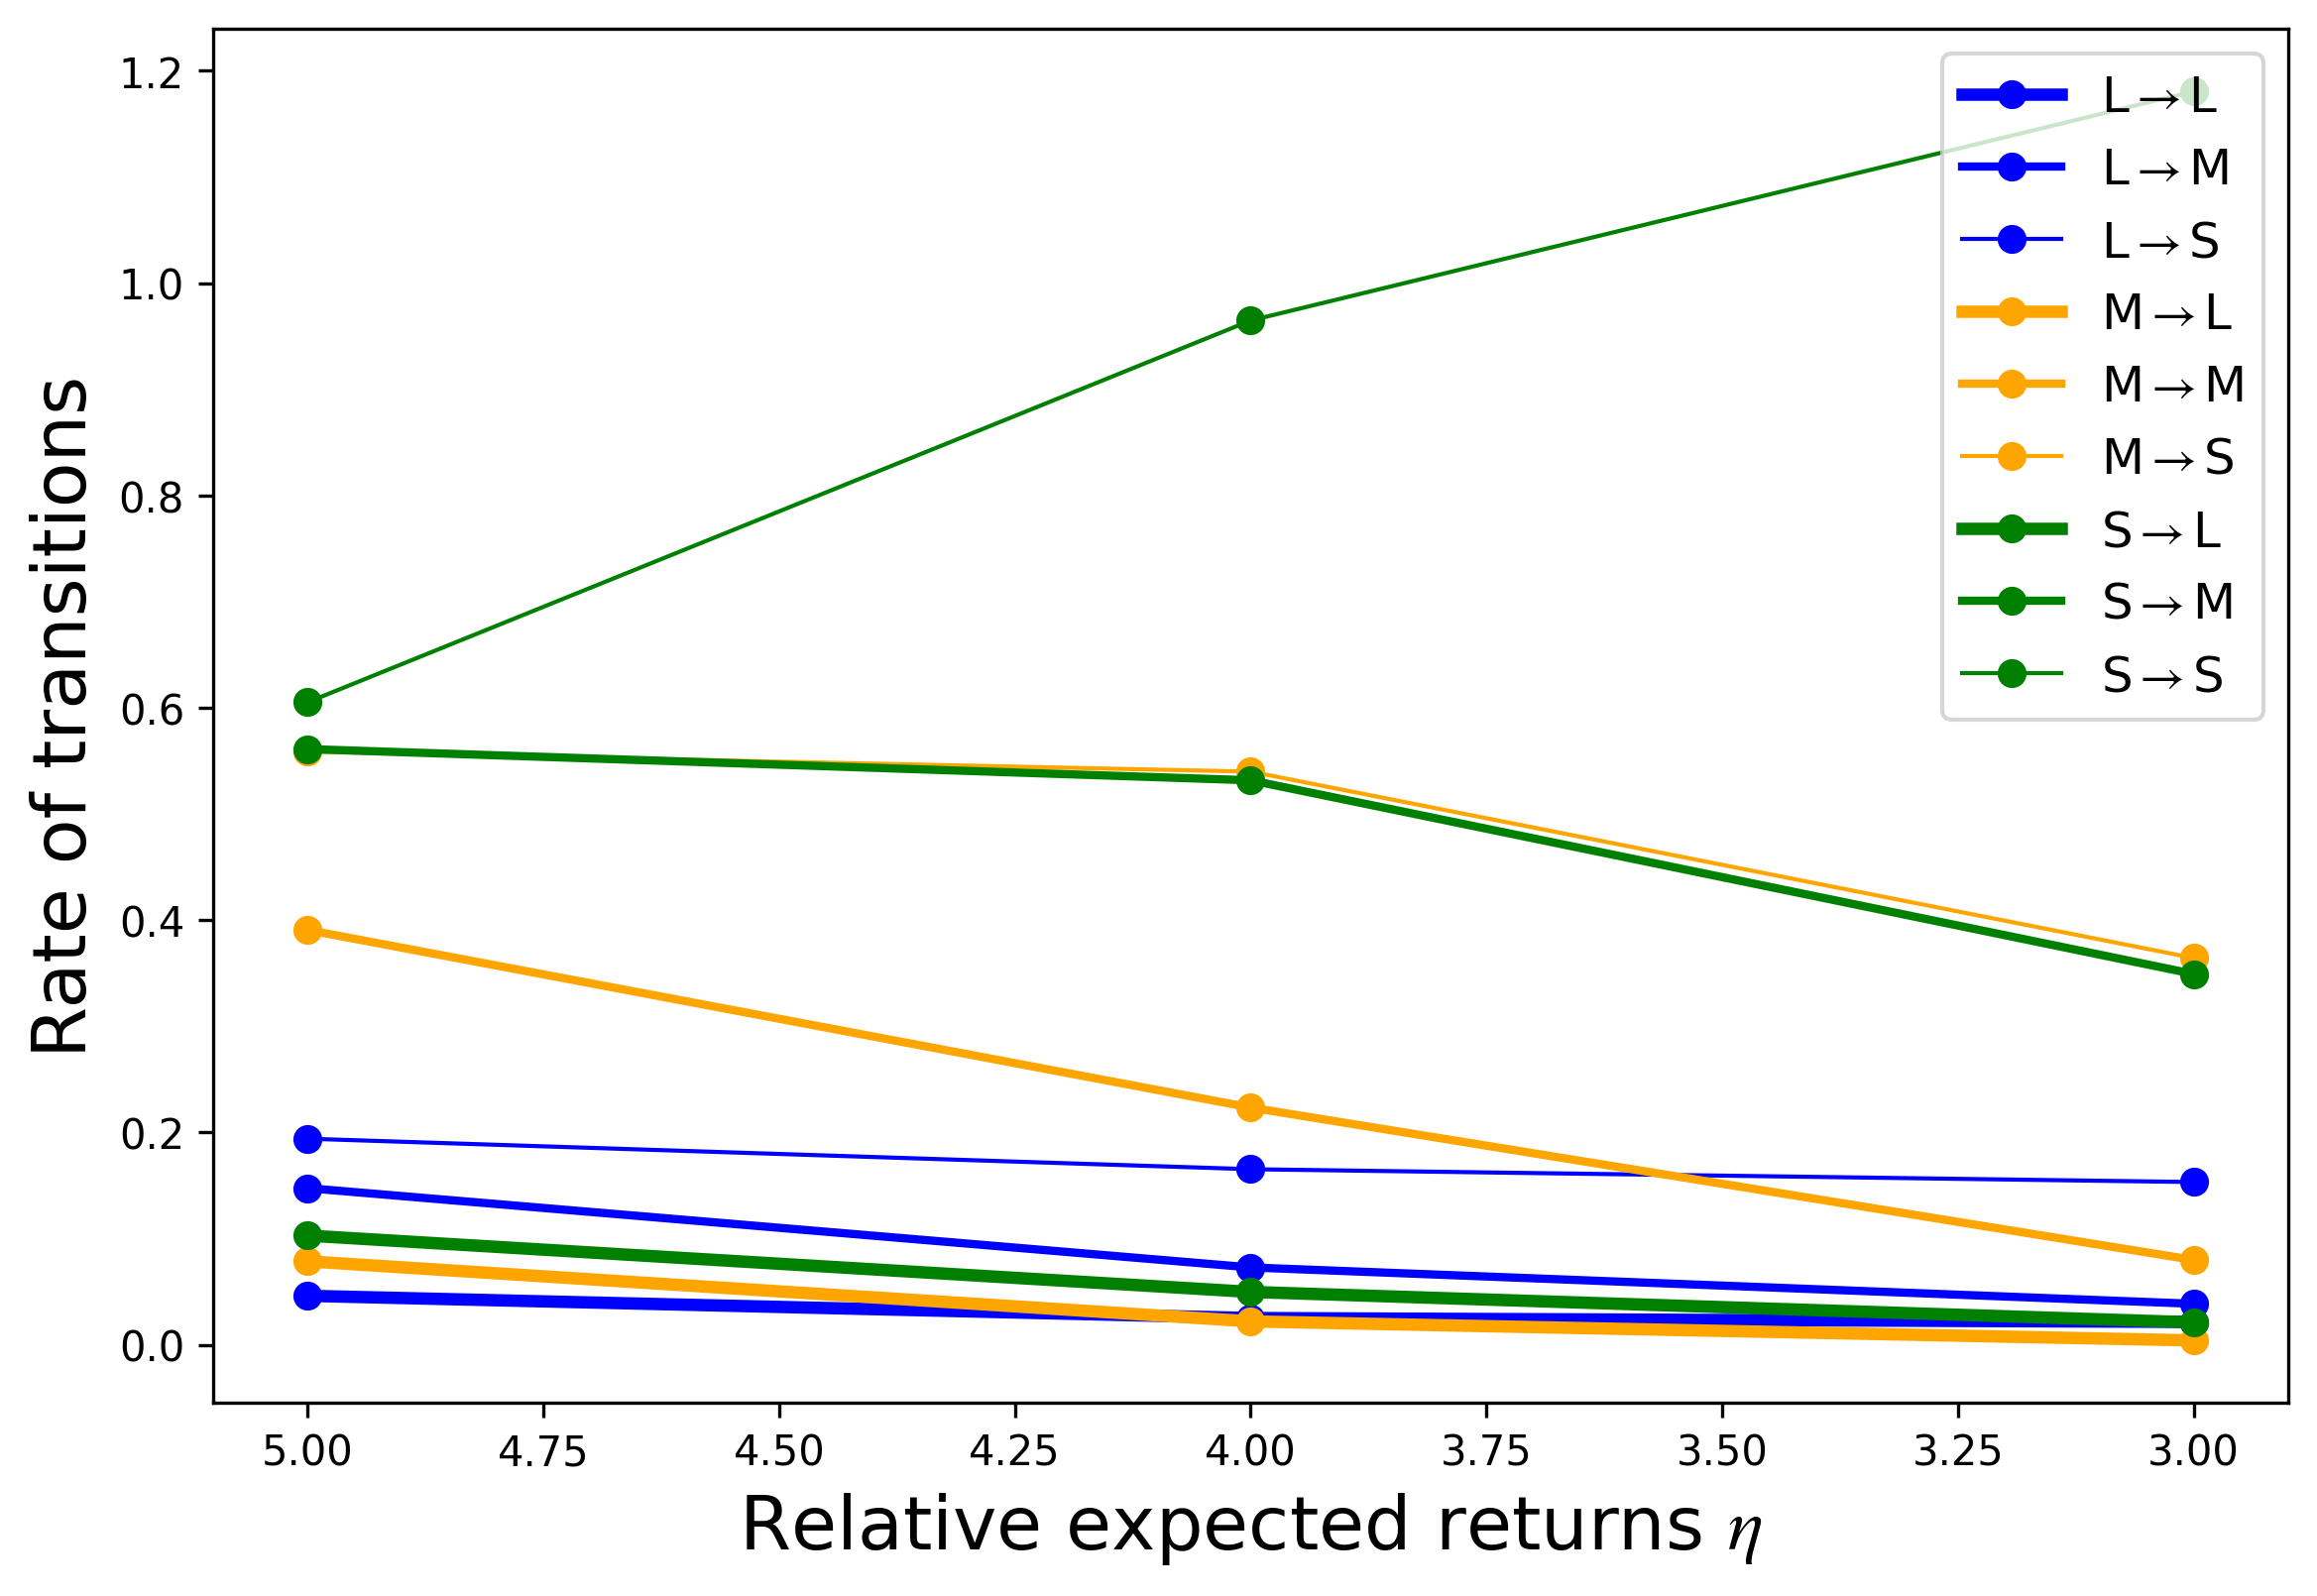 Rate of transitions
1.2
1.0
0.8
0.6
0.4
0.2
0.0
L→L
L→M
L→S
M→L
M→M
M→S
S→L
S→M
S→S
5.00 4.75 4.50 4.25 4.00 3.75 3.50 3.25 3.00
Relative expected returns η